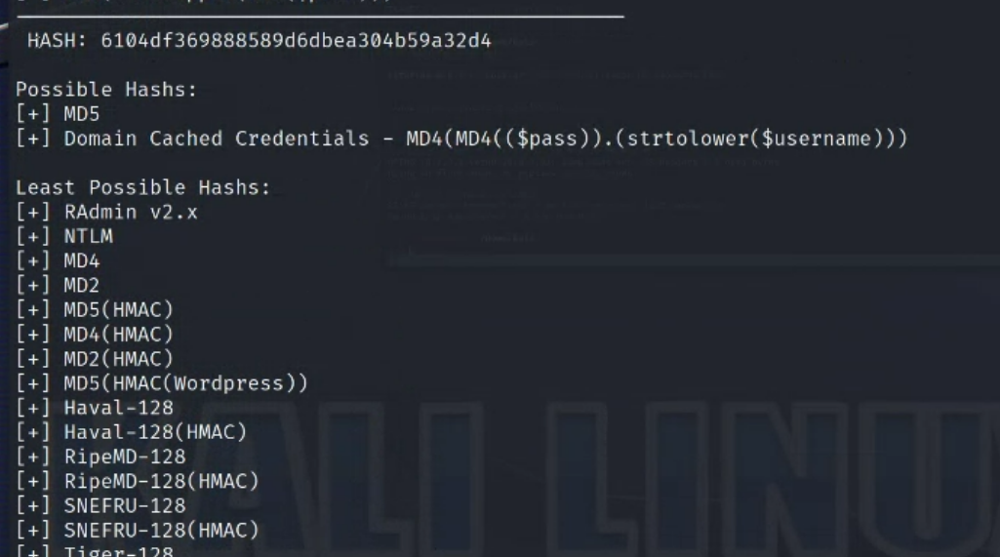 HASH: 6104df369888589d6dbea304b59a32d4
Possible Hashs:
[+] MD5
[+] Domain Cached Credentials - MD4(MD4(($pass)).(strtolower($username)))
Least Possible Hashs:
[+] RAdmin v2.x
[+] NTLM
[+] MD4
[+] MD2
[+] MD5(HMAC)
[+] MD4(HMAC)
[+] MD2(HMAC)
[+] MD5(HMAC(Wordpress))
[+] Haval-128
[+] Haval-128(HMAC)
[+] RipeMD-128
[+] RipeMD-128(HMAC)
[+] SNEFRU-128
[+] SNEFRU-128(HMAC)
[+] Tiger-128
ALI LINU